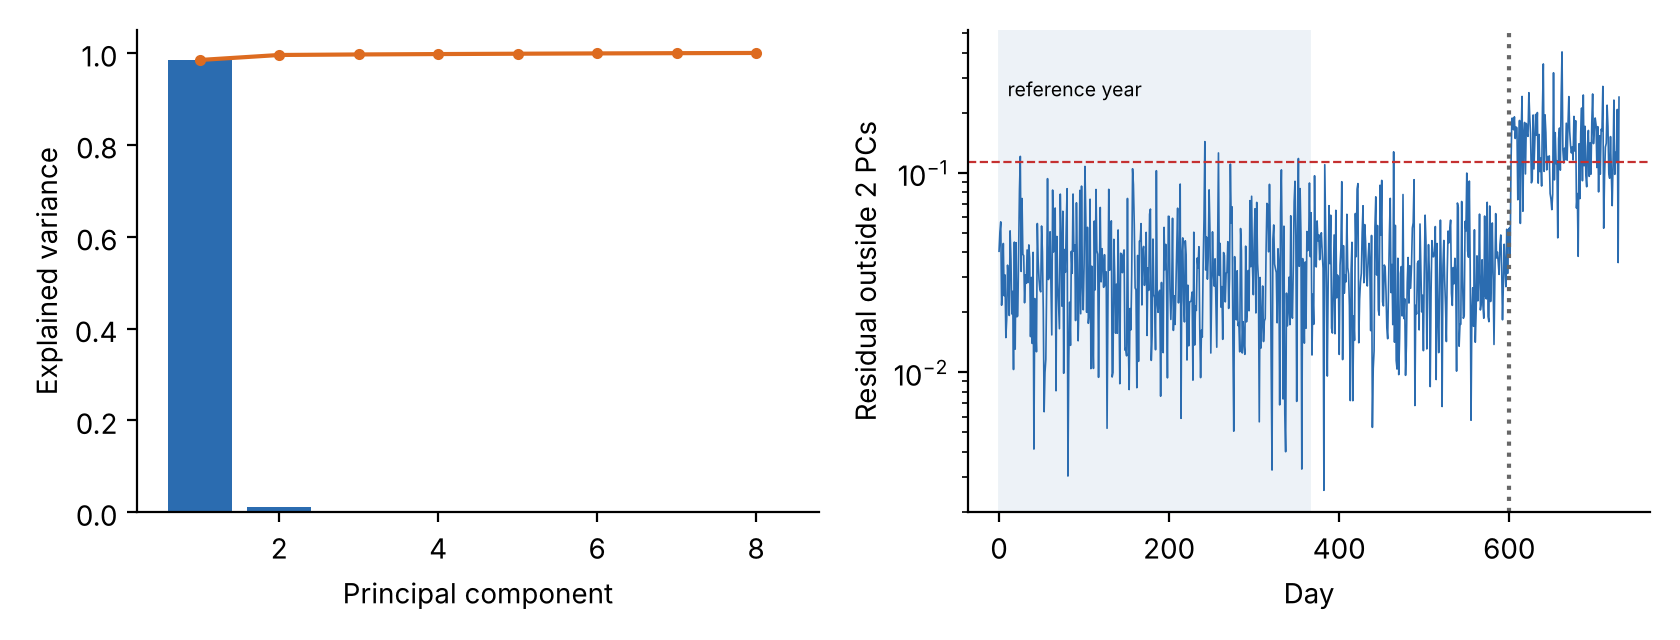 1.0
0.8
0.6
0.4
0.2
0.0
2 4 6 8
Principal component
Explained variance
reference year
10⁻¹
10⁻²
0 200 400 600
Day
Residual outside 2 PCs